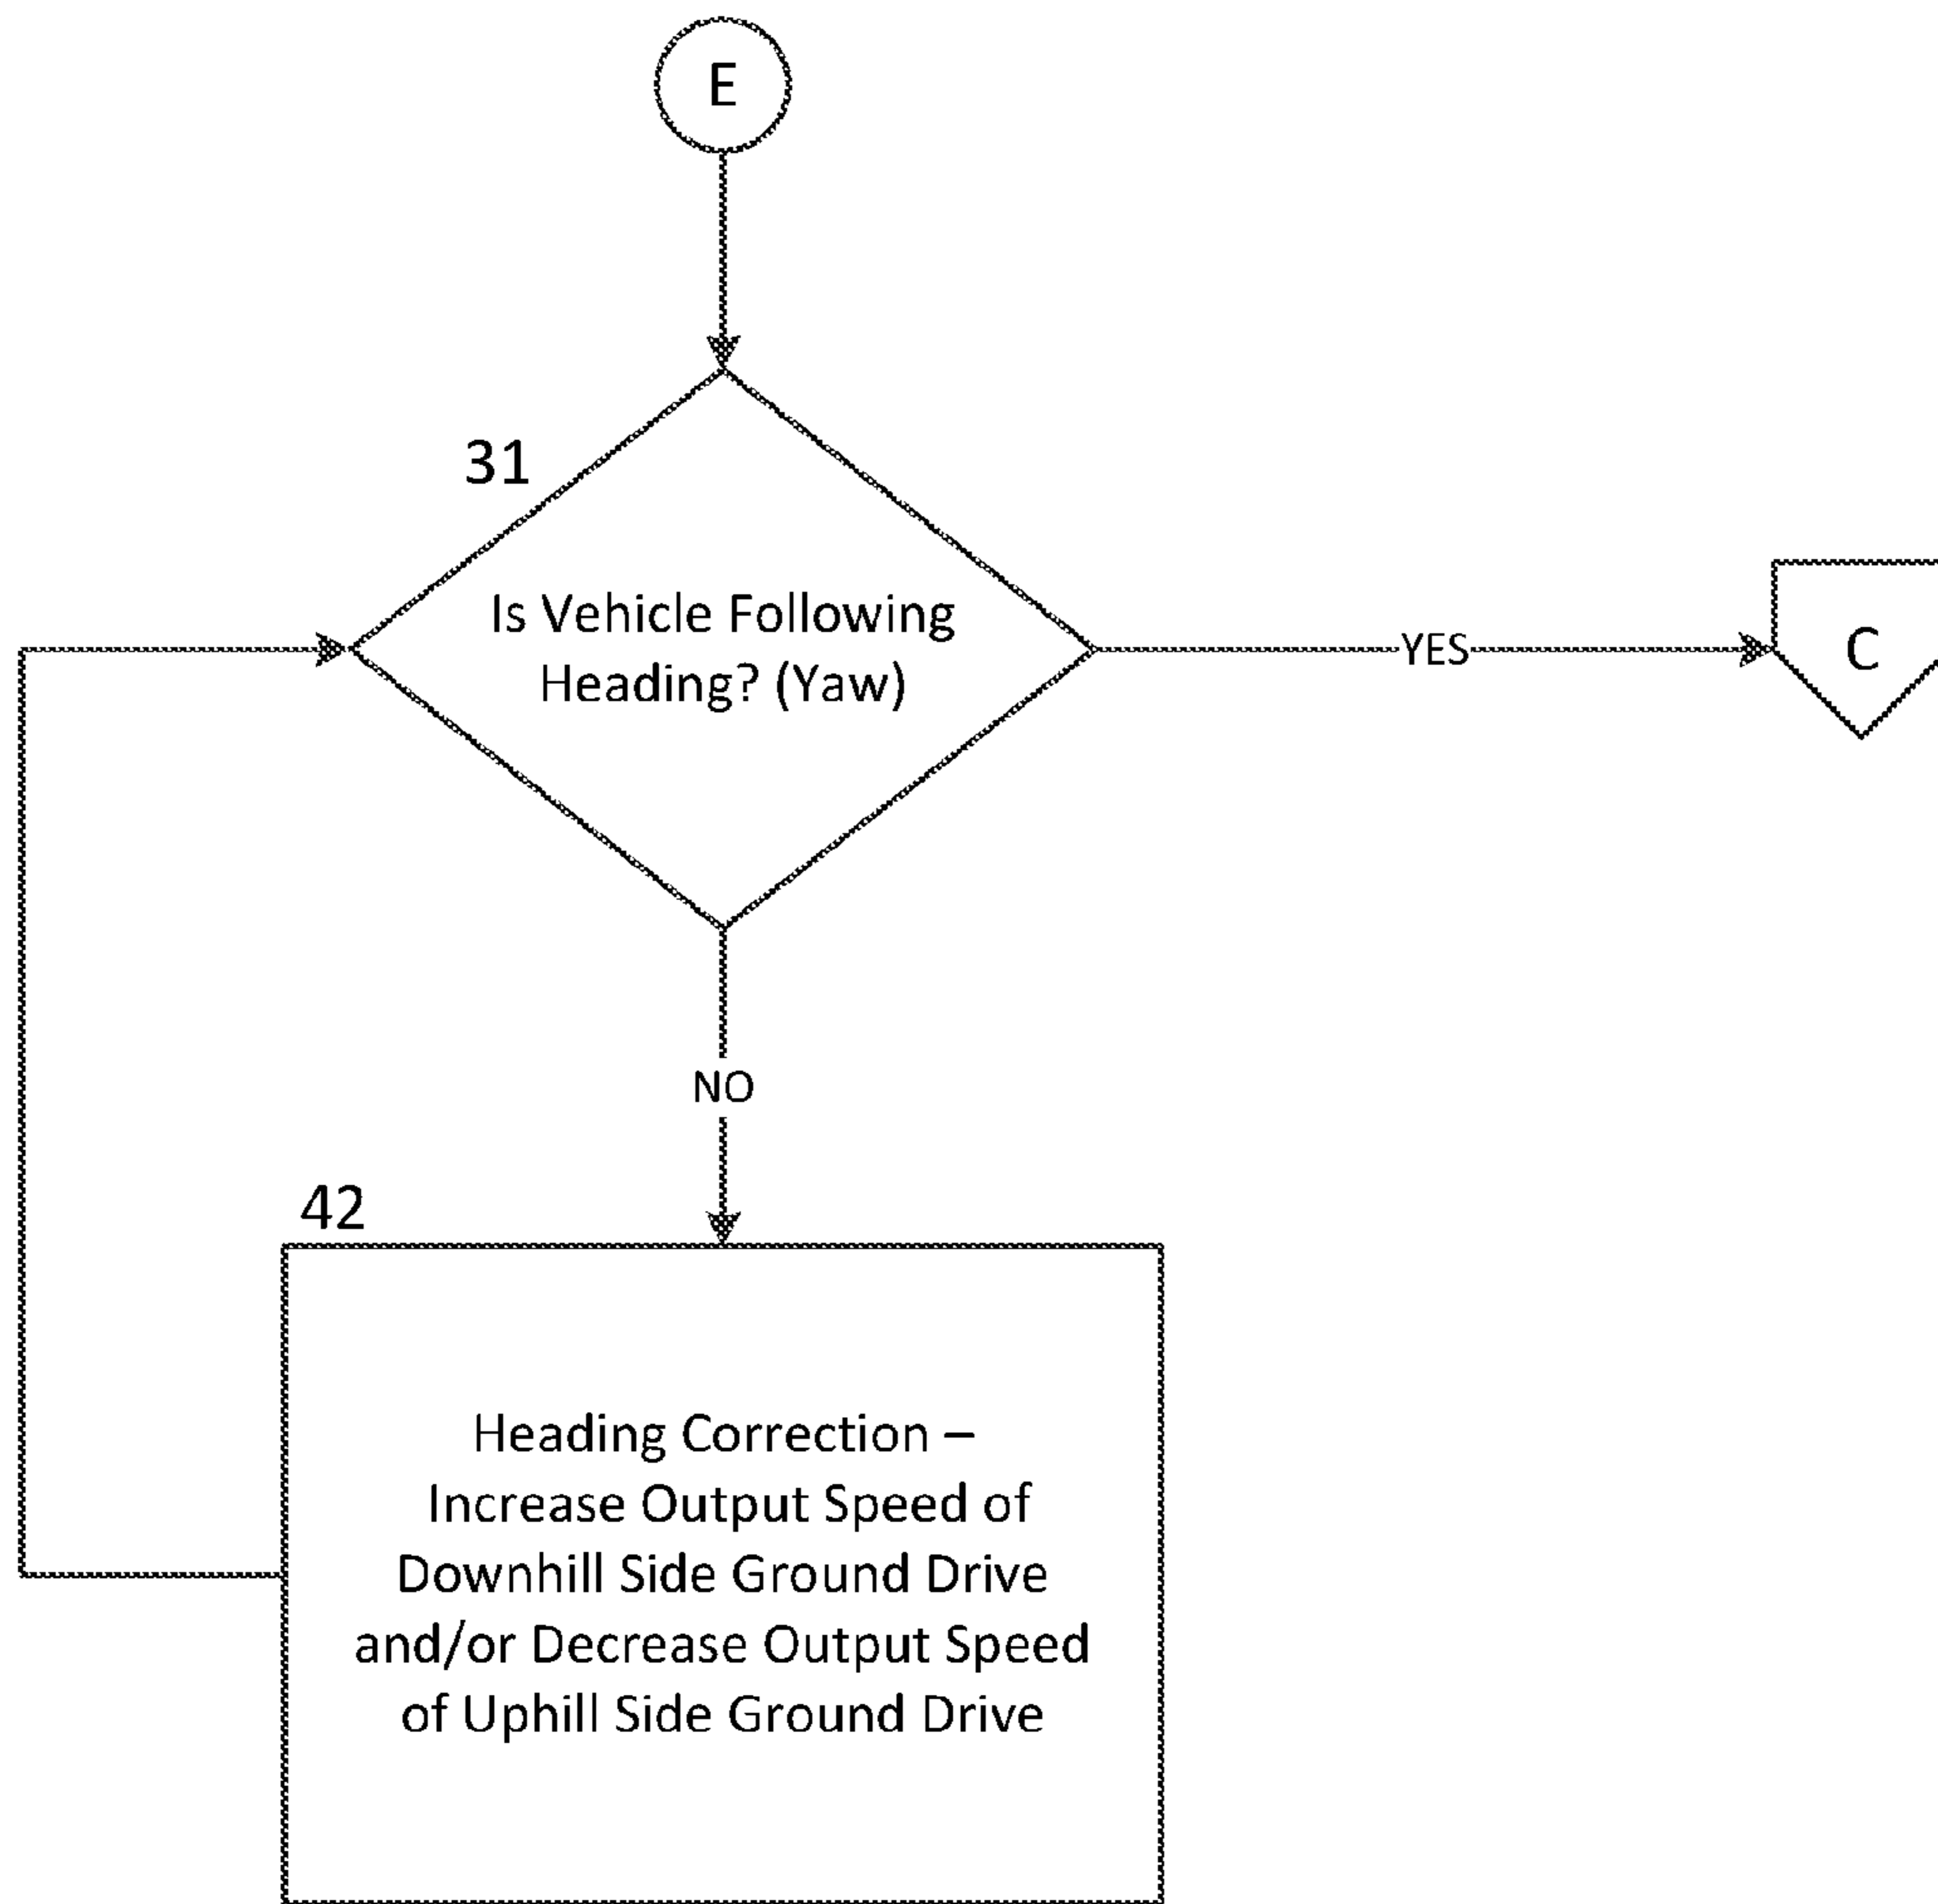 E
31
Is Vehicle Following
Heading? (Yaw)
YES
C
NO
42
Heading Correction –
Increase Output Speed of
Downhill Side Ground Drive
and/or Decrease Output Speed
of Uphill Side Ground Drive